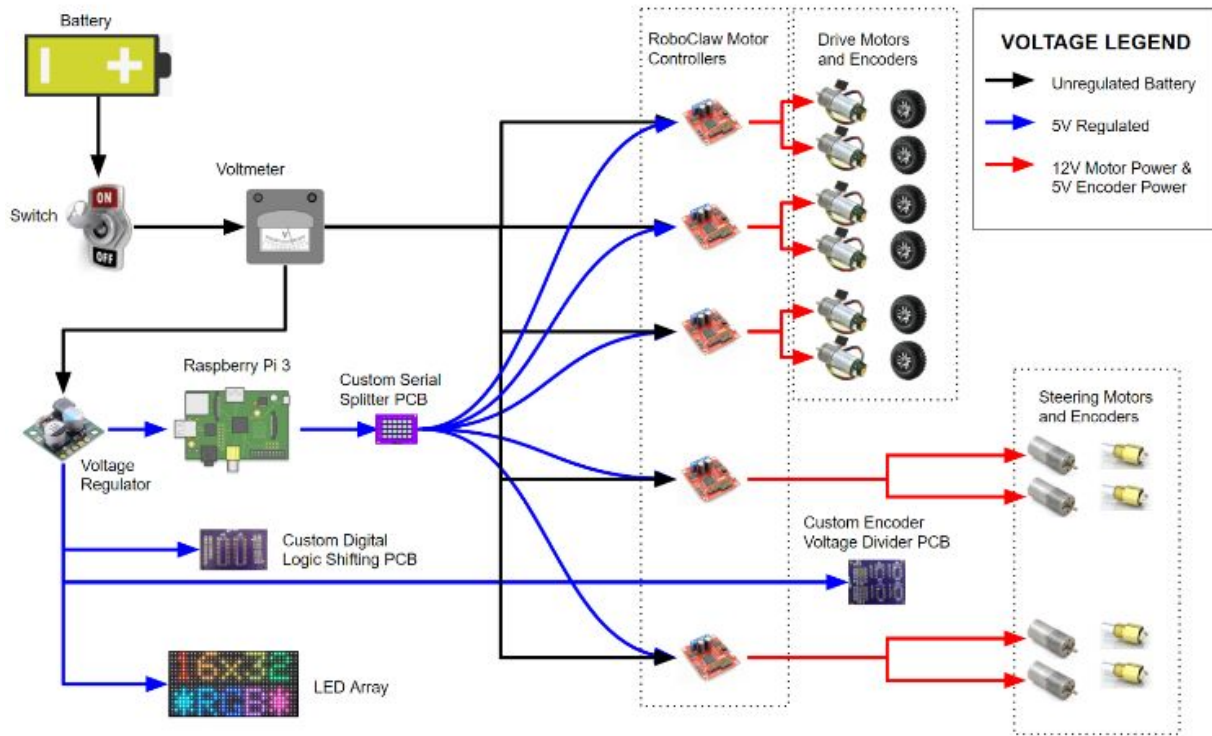 Battery
RoboClaw Motor
Controllers
Drive Motors
and Encoders
VOLTAGE LEGEND
Unregulated Battery
5V Regulated
12V Motor Power &
5V Encoder Power
Switch
ON
OFF
Voltmeter
V
Raspberry Pi 3
Custom Serial
Splitter PCB
Steering Motors
and Encoders
Voltage
Regulator
Custom Digital
Logic Shifting PCB
Custom Encoder
Voltage Divider PCB
16x32
*RGB*
LED Array